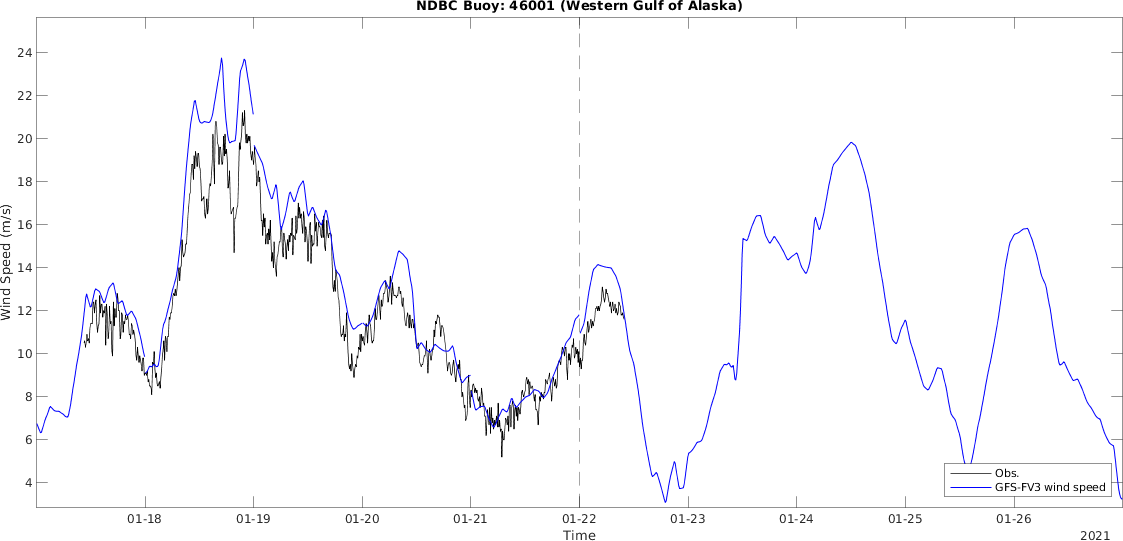 NDBC Buoy: 46001 (Western Gulf of Alaska)
24
22
20
18
16
14
12
10
8
6
4
Wind Speed (m/s)
Obs.
GFS-FV3 wind speed
01-18 01-19 01-20 01-21 01-22 01-23 01-24 01-25 01-26
Time
2021